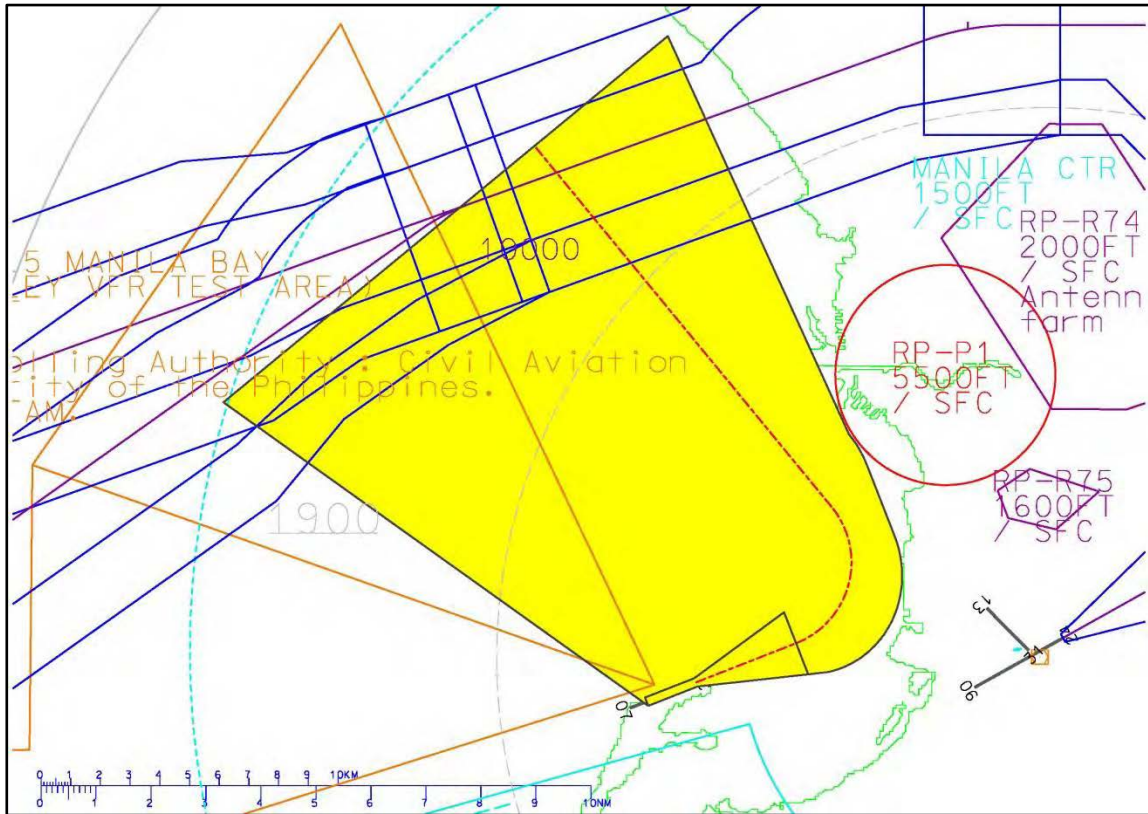 10000
MANILA CTR
1500FT
/ SFC
RP-R74
2000FT
/ SFC
Antenn
farm
5 MANILA BAY
LEY VFR TEST AREA)
olling Authority : Civil Aviation
ity of the Philippines.
AM.
RP-P1
5500FT
/ SFC
1900
RP-R75
1600FT
/ SFC
13
06
07
0 1 2 3 4 5 6 7 8 9 10KM
0 1 2 3 4 5 6 7 8 9 10NM